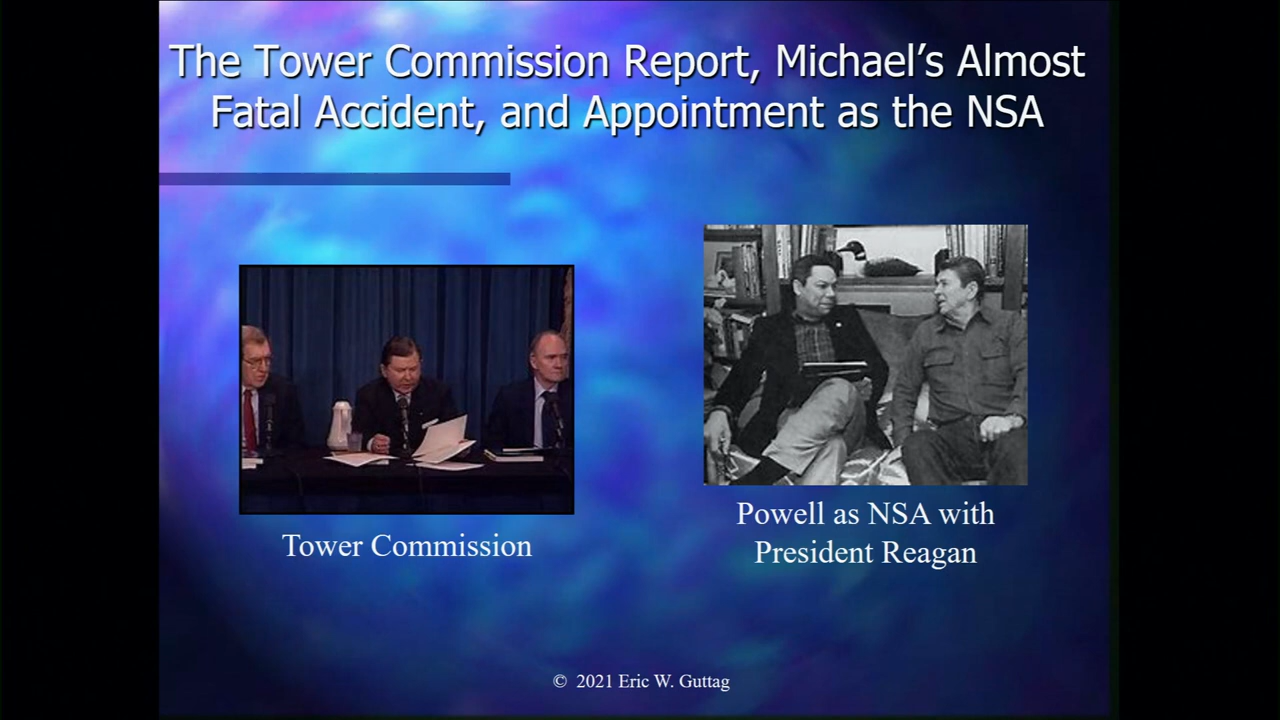 The Tower Commission Report, Michael’s Almost
Fatal Accident, and Appointment as the NSA
Tower Commission
Powell as NSA with
President Reagan
© 2021 Eric W. Guttag